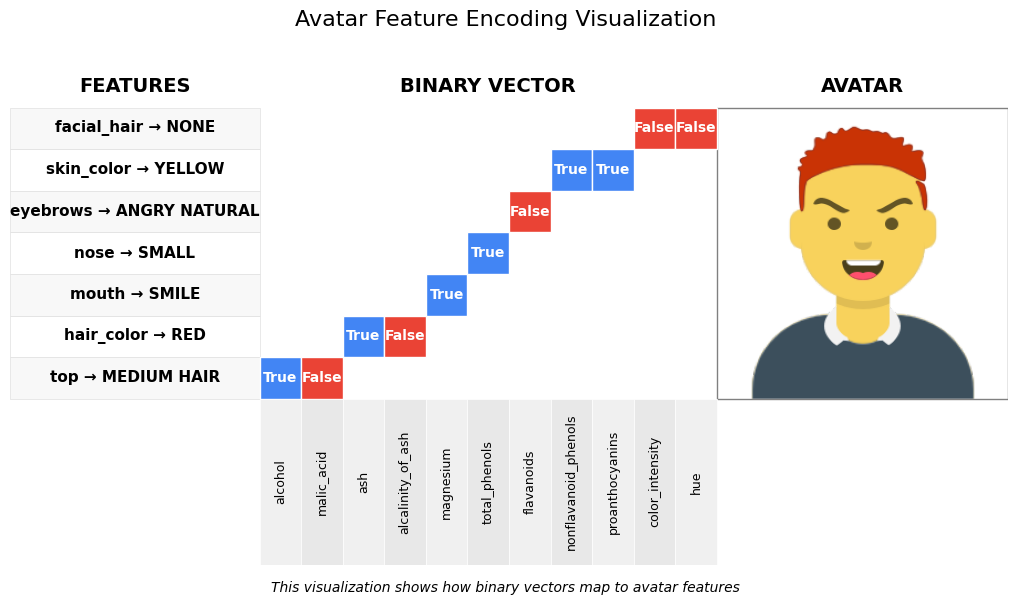 Avatar Feature Encoding Visualization
FEATURES BINARY VECTOR AVATAR
facial_hair → NONE False False
skin_color → YELLOW True True
eyebrows → ANGRY NATURAL False
nose → SMALL True
mouth → SMILE True
hair_color → RED True False
top → MEDIUM HAIR True False
alcohol
malic_acid
ash
alcalinity_of_ash
magnesium
total_phenols
flavanoids
nonflavanoid_phenols
proanthocyanins
color_intensity
hue
This visualization shows how binary vectors map to avatar features